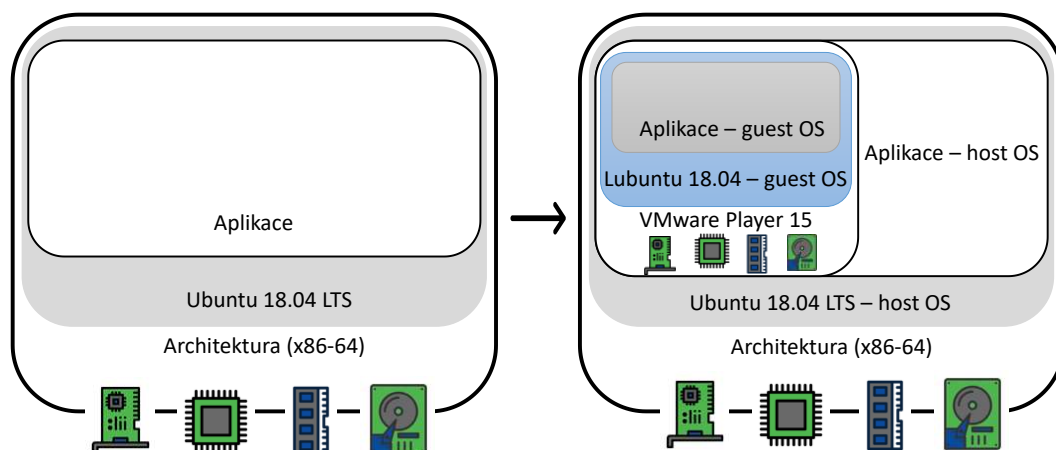 Aplikace
Ubuntu 18.04 LTS
Architektura (x86-64)
Aplikace – guest OS
Lubuntu 18.04 – guest OS
VMware Player 15
Aplikace – host OS
Ubuntu 18.04 LTS – host OS
Architektura (x86-64)